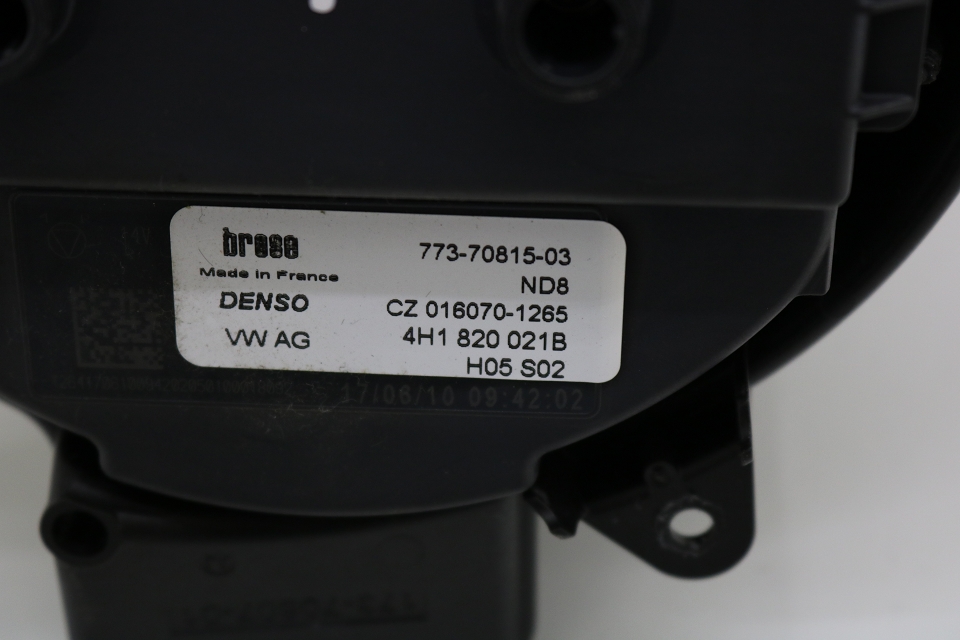 brose 773-70815-03
Made in France ND8
DENSO CZ 016070-1265
VW AG 4H1 820 021B
H05 S02
17/06/10 09:42:02